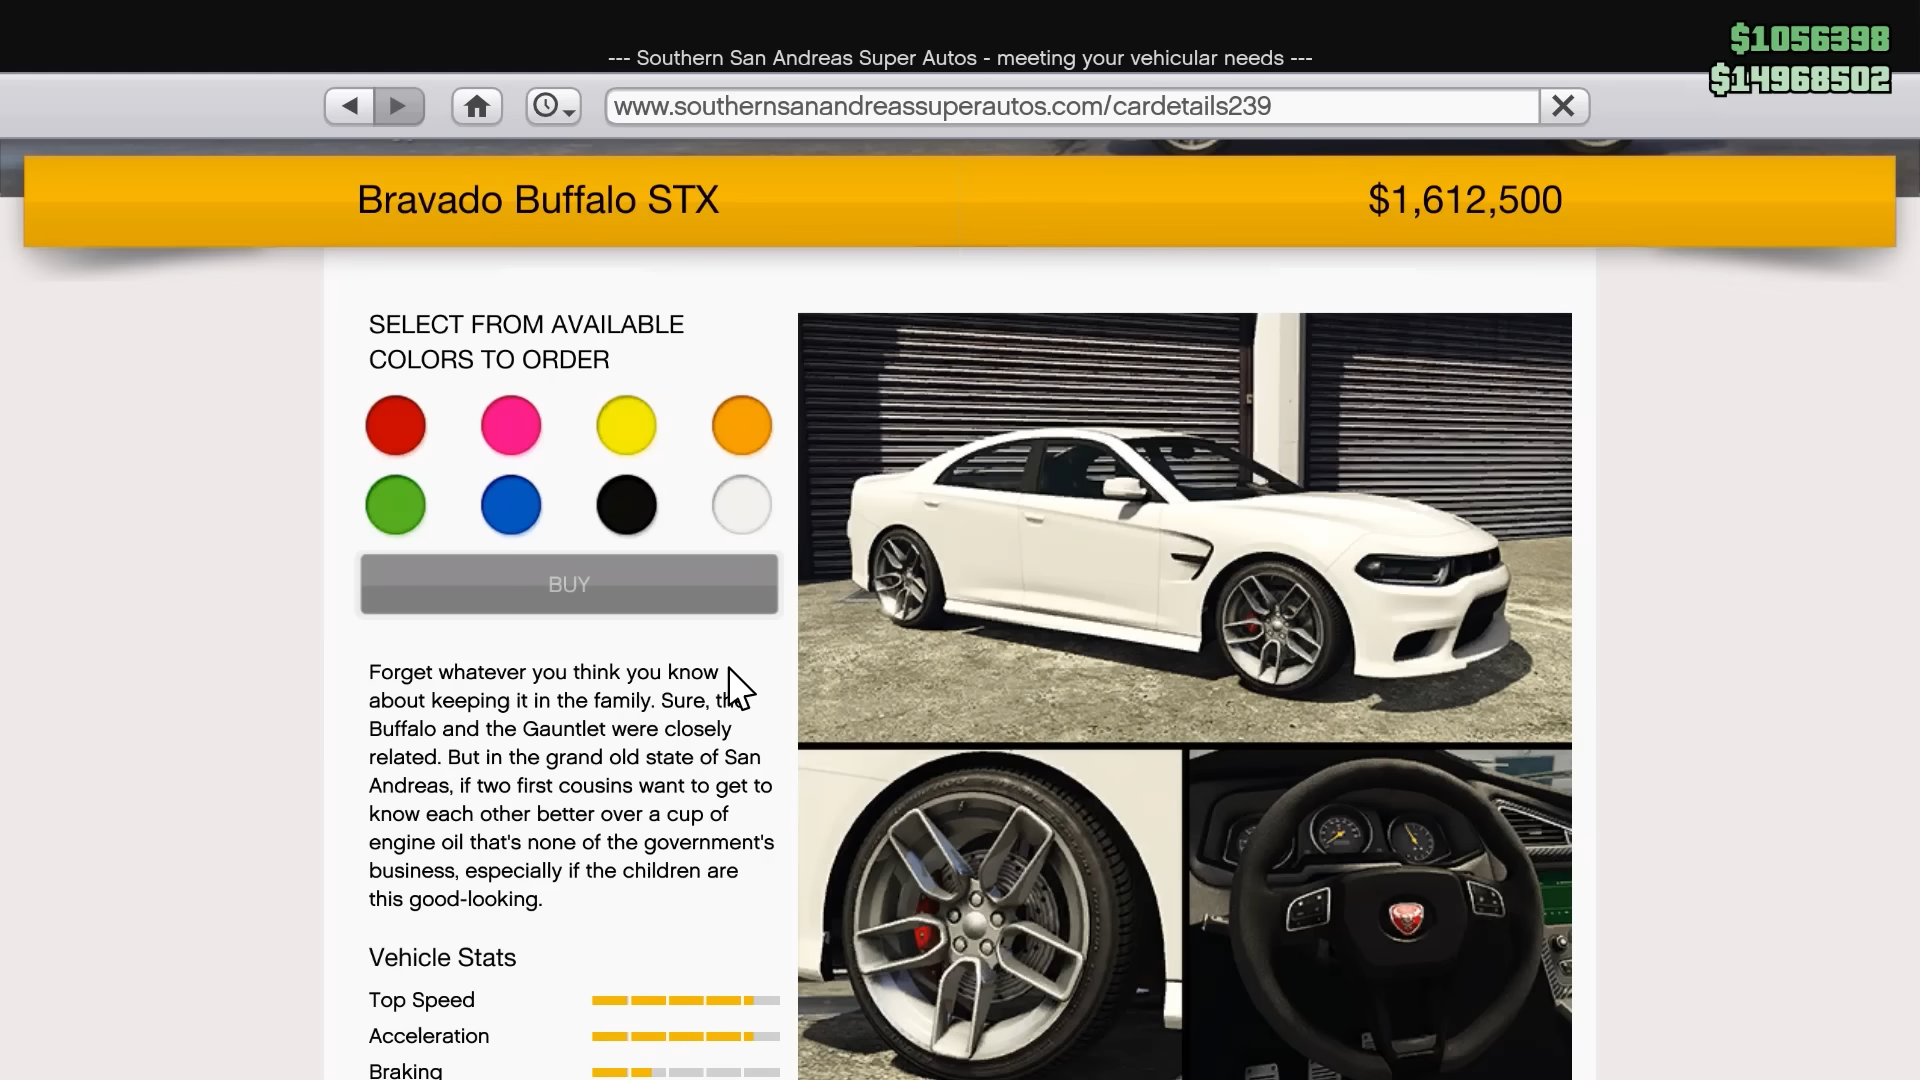 --- Southern San Andreas Super Autos - meeting your vehicular needs ---
$1056398
$14968502
www.southernsanandreassuperautos.com/cardetails239
Bravado Buffalo STX
$1,612,500
SELECT FROM AVAILABLE
COLORS TO ORDER
BUY
Forget whatever you think you know
about keeping it in the family. Sure, the
Buffalo and the Gauntlet were closely
related. But in the grand old state of San
Andreas, if two first cousins want to get to
know each other better over a cup of
engine oil that's none of the government's
business, especially if the children are
this good-looking.
Vehicle Stats
Top Speed
Acceleration
Braking